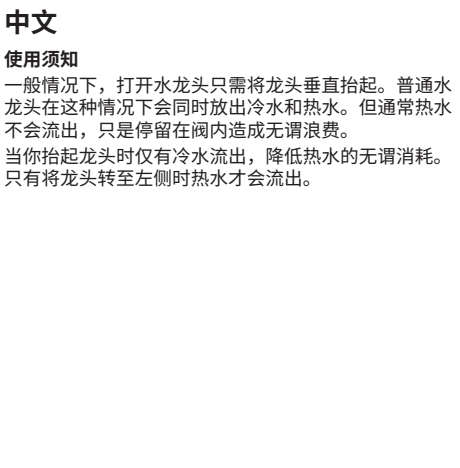 中文
使用须知
一般情况下，打开水龙头只需将龙头垂直抬起。普通水
龙头在这种情况下会同时放出冷水和热水。但通常热水
不会流出，只是停留在阀内造成无谓浪费。
当你抬起龙头时仅有冷水流出，降低热水的无谓消耗。
只有将龙头转至左侧时热水才会流出。